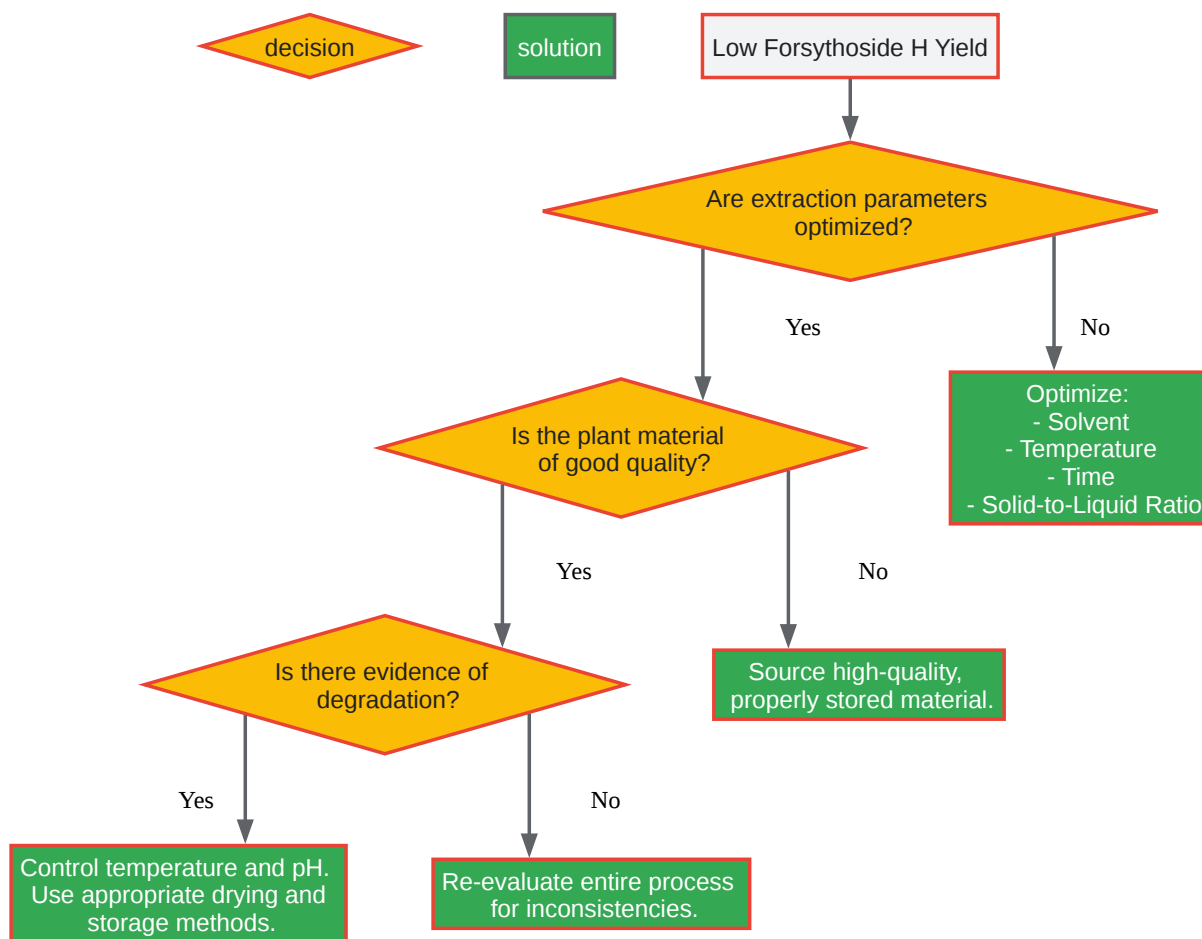 decision
solution
Low Forsythoside H Yield
Are extraction parameters
optimized?
Yes
No
Optimize:
- Solvent
- Temperature
- Time
- Solid-to-Liquid Ratio
Is the plant material
of good quality?
Yes
No
Source high-quality,
properly stored material.
Is there evidence of
degradation?
Yes
No
Control temperature and pH.
Use appropriate drying and
storage methods.
Re-evaluate entire process
for inconsistencies.